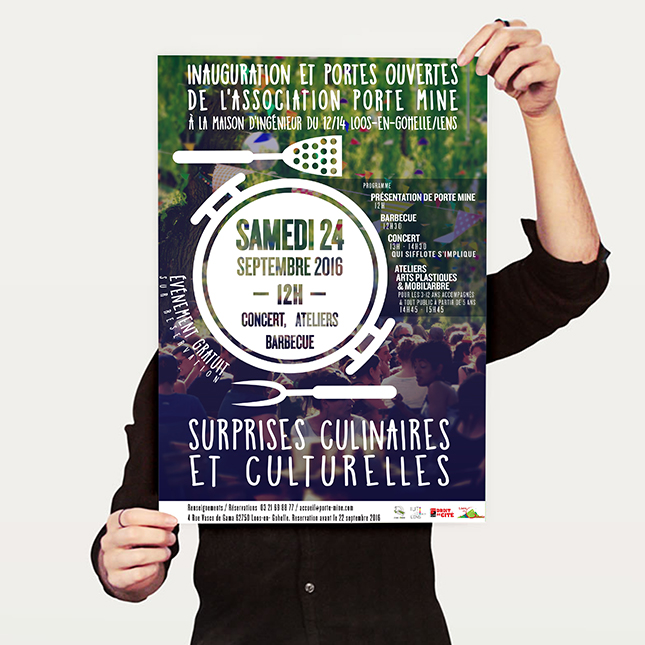 INAUGURATION ET PORTES OUVERTES
DE L'ASSOCIATION PORTE MINE
À LA MAISON D'INGÉNIEUR DU 12/14 LOOS-EN-GOHELLE/LENS
PROGRAMME
PRÉSENTATION DE PORTE MINE
12H
BARBECUE
12H30
CONCERT
13H - 14H30
QUI SIFFLOTE S'IMPLIQUE
ATELIERS
ARTS PLASTIQUES
& MOBIL'ARBRE
POUR LES 3-12 ANS ACCOMPAGNÉS
& TOUT PUBLIC À PARTIR DE 5 ANS
14H45 - 15H45
SAMEDI 24
SEPTEMBRE 2016
— 12H —
CONCERT, ATELIERS
BARBECUE
ÉVÉNEMENT GRATUIT
SUR RÉSERVATION
SURPRISES CULINAIRES
ET CULTURELLES
Renseignements / Réservations 03 21 69 69 77 / accueil@porte-mine.com
4 Rue Vasco de Gama 62750 Loos-en-Gohelle. Reservation avant le 22 septembre 2016
DROIT DE CITÉ